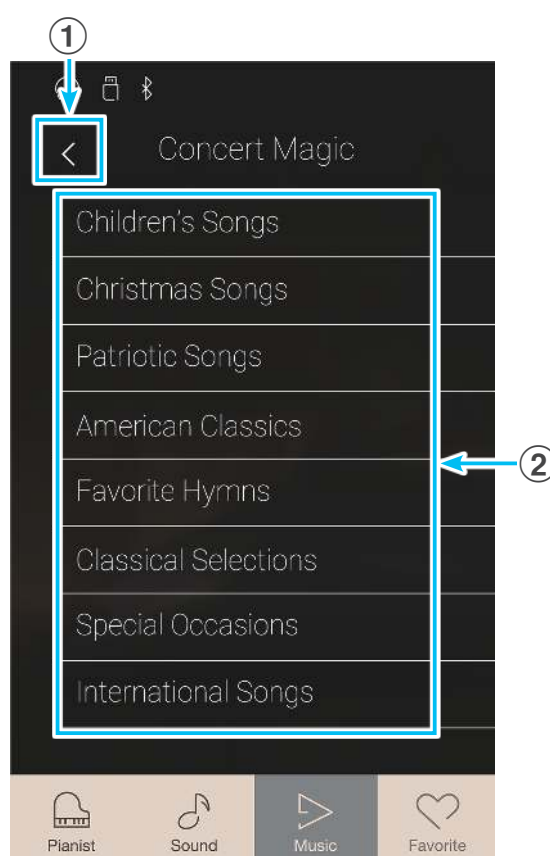 ①
< Concert Magic
Children's Songs
Christmas Songs
Patriotic Songs
American Classics
Favorite Hymns
②
Classical Selections
Special Occasions
International Songs
Pianist Sound Music Favorite